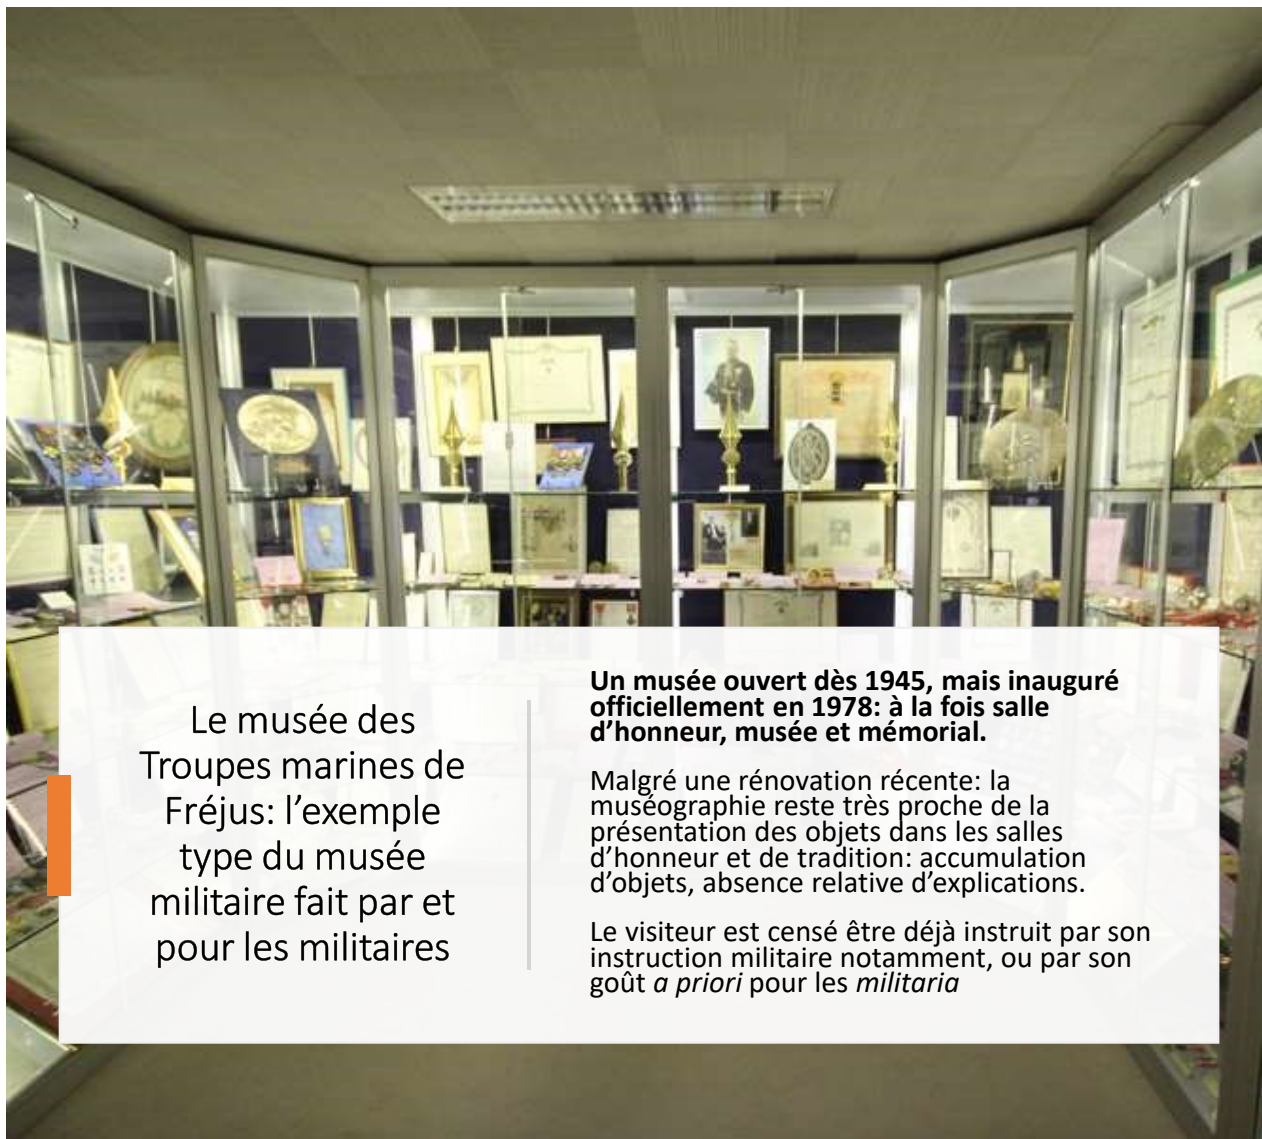 Le musée des
Troupes marines de
Fréjus: l’exemple
type du musée
militaire fait par et
pour les militaires
Un musée ouvert dès 1945, mais inauguré
officiellement en 1978: à la fois salle
d’honneur, musée et mémorial.
Malgré une rénovation récente: la
muséographie reste très proche de la
présentation des objets dans les salles
d’honneur et de tradition: accumulation
d’objets, absence relative d’explications.
Le visiteur est censé être déjà instruit par son
instruction militaire notamment, ou par son
goût a priori pour les militaria